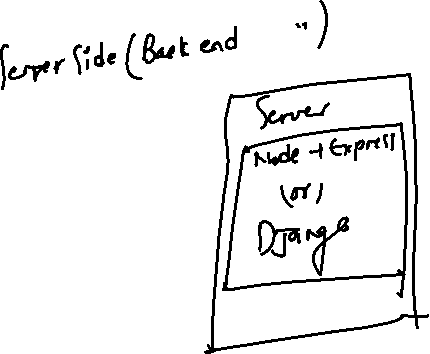 Server Side (Back end ")
Server
Node + Express
(or)
Django